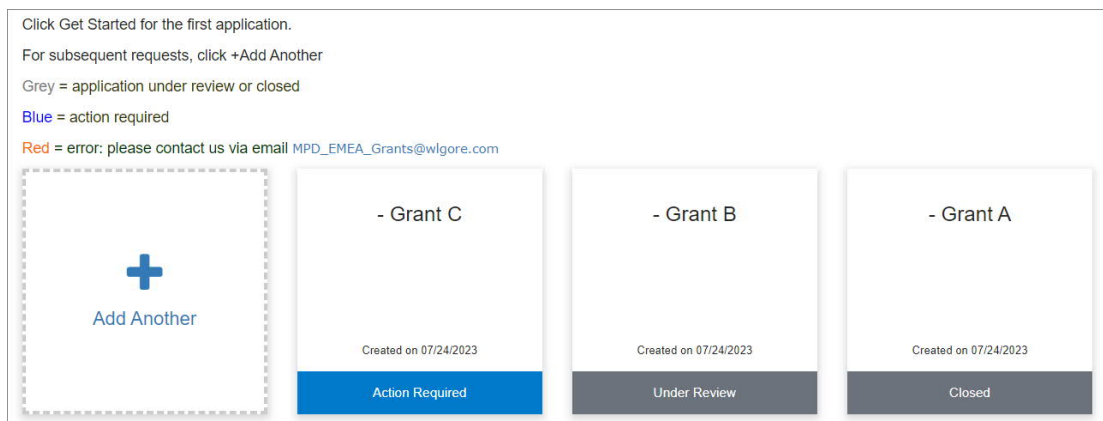 Click Get Started for the first application.
For subsequent requests, click +Add Another
Grey = application under review or closed
Blue = action required
Red = error: please contact us via email MPD_EMEA_Grants@wlgore.com
Add Another
- Grant C
Created on 07/24/2023
Action Required
- Grant B
Created on 07/24/2023
Under Review
- Grant A
Created on 07/24/2023
Closed